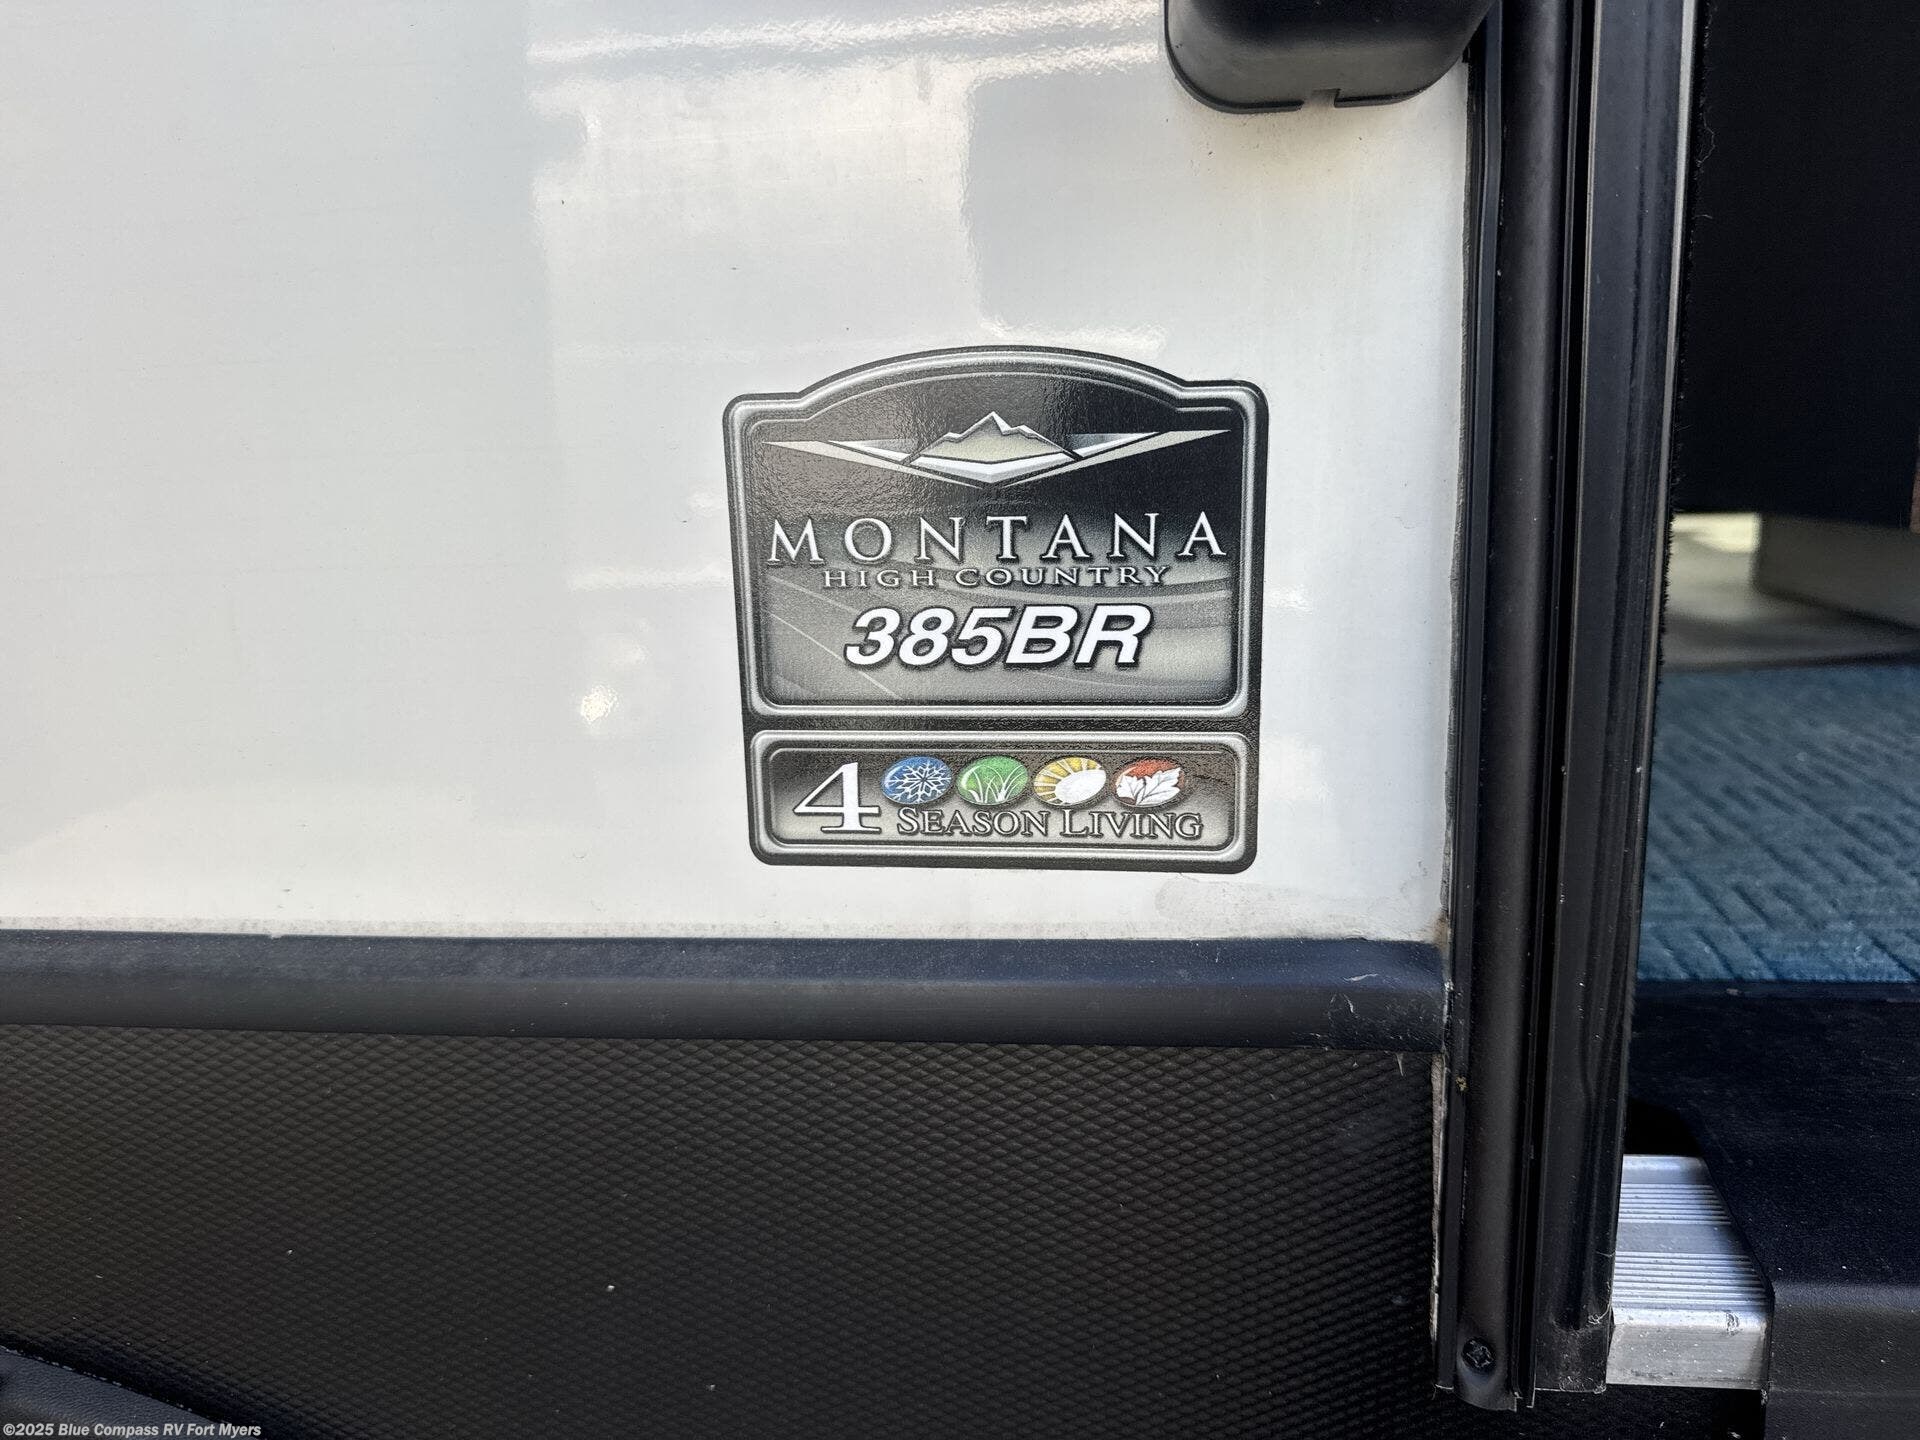 MONTANA
HIGH COUNTRY
385BR
4 SEASON LIVING
©2025 Blue Compass RV Fort Myers